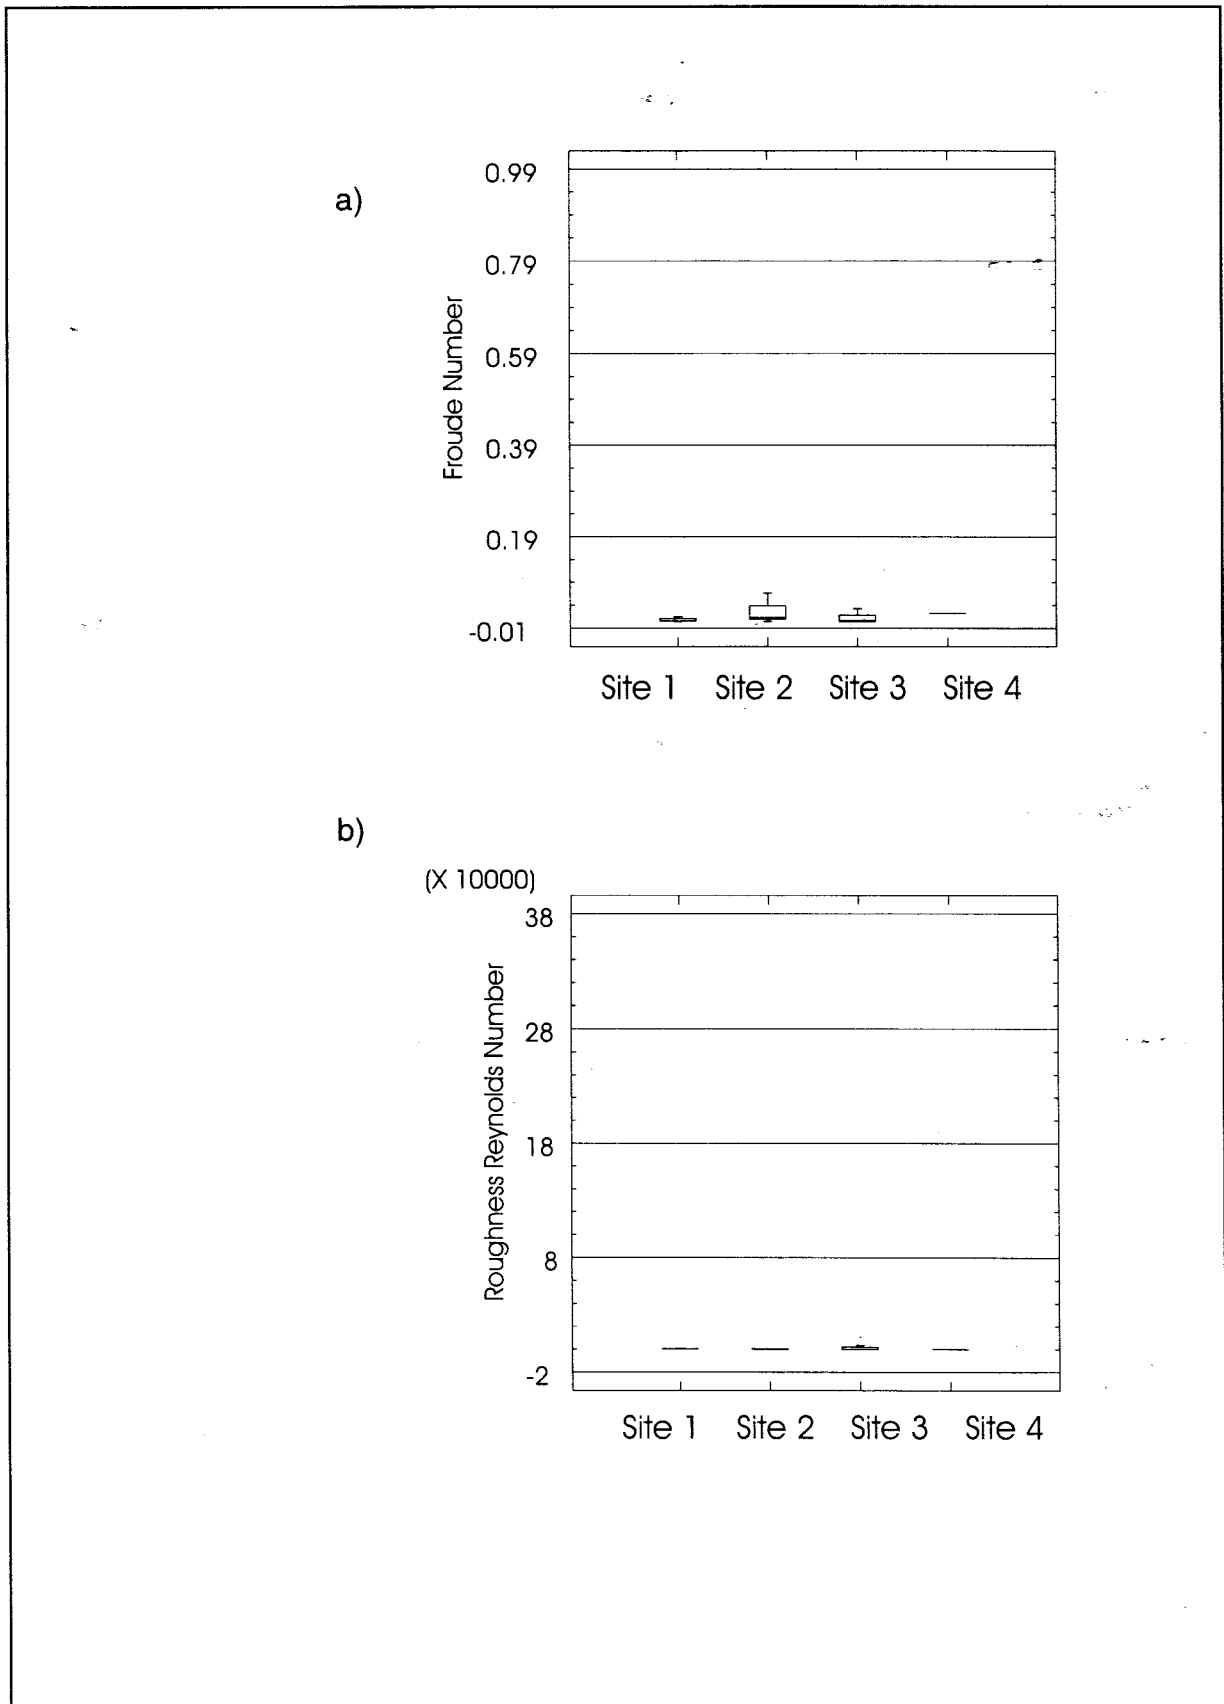 a)
0.99
0.79
0.59
0.39
0.19
-0.01
Froude Number
Site 1 Site 2 Site 3 Site 4
b)
(X 10000)
38
28
18
8
-2
Roughness Reynolds Number
Site 1 Site 2 Site 3 Site 4